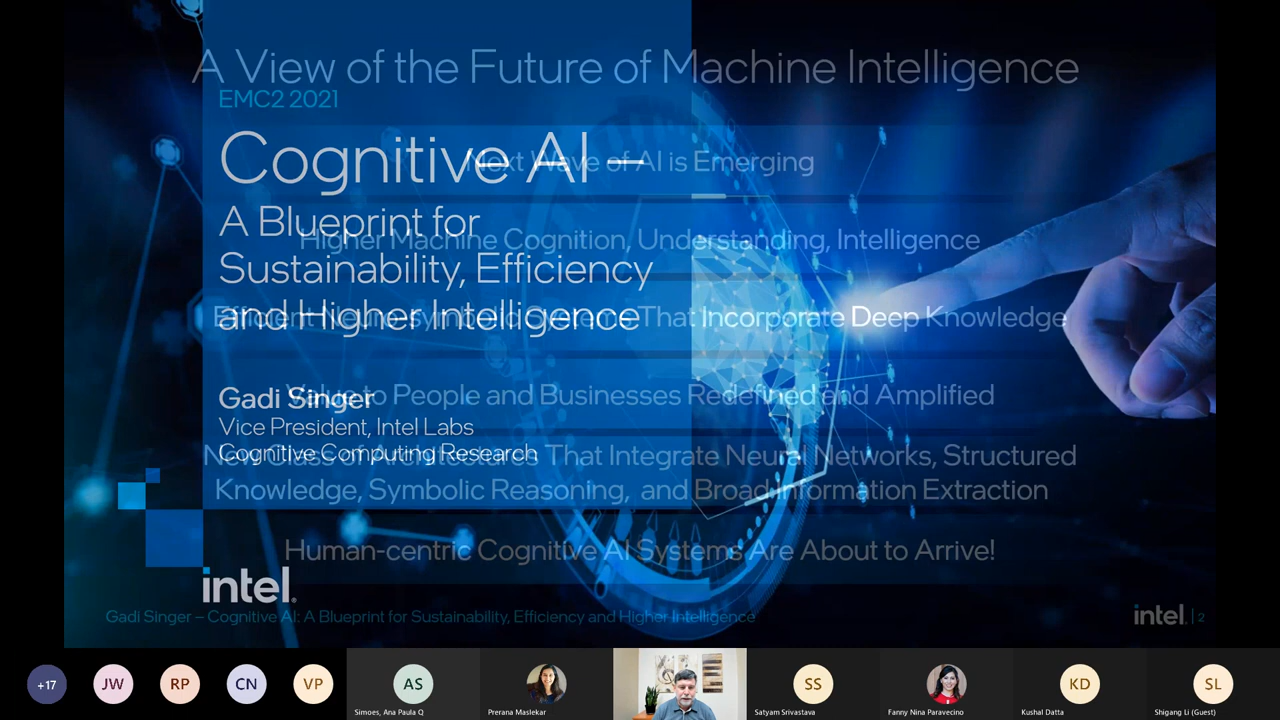 A View of the Future of Machine Intelligence
EMC2 2021
Cognitive AI –
Next Wave of AI is Emerging
A Blueprint for
Higher Machine Cognition, Understanding, Intelligence
Sustainability, Efficiency
and Higher Intelligence
Efficient Neurosymbolic Systems That Incorporate Deep Knowledge
Gadi Singer
Value to People and Businesses Redefined and Amplified
Vice President, Intel Labs
Cognitive Computing Research
New Class of Architectures That Integrate Neural Networks, Structured
Knowledge, Symbolic Reasoning, and Broad Information Extraction
Human-centric Cognitive AI Systems Are About to Arrive!
intel.
Gadi Singer – Cognitive AI: A Blueprint for Sustainability, Efficiency and Higher Intelligence
intel. | 2
+17 JW RP CN VP AS SS KD SL
Simoes, Ana Paula Q Prerana Maslekar Satyam Srivastava Fanny Nina Paravecino Kushal Datta Shigang Li (Guest)